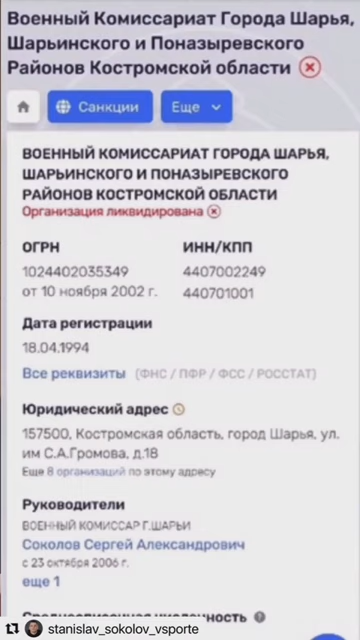 Военный Комиссариат Города Шарья,
Шарьинского и Поназыревского
Районов Костромской области
Санкции
Еще
ВОЕННЫЙ КОМИССАРИАТ ГОРОДА ШАРЬЯ,
ШАРЬИНСКОГО И ПОНАЗЫРЕВСКОГО
РАЙОНОВ КОСТРОМСКОЙ ОБЛАСТИ
Организация ликвидирована
ОГРН ИНН/КПП
1024402035349 4407002249
от 10 ноября 2002 г. 440701001
Дата регистрации
18.04.1994
Все реквизиты (ФНС / ПФР / ФСС / РОССТАТ)
Юридический адрес
157500, Костромская область, город Шарья, ул.
им С.А.Громова, д.18
Еще 8 организаций по этому адресу
Руководители
ВОЕННЫЙ КОМИССАР Г.ШАРЬИ
Соколов Сергей Александрович
с 23 октября 2006 г.
еще 1
Среднесписочная численность
stanislav_sokolov_vsporte